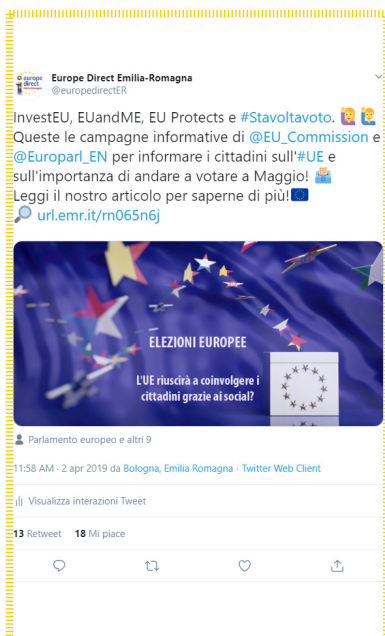 europe
direct
Europe Direct Emilia-Romagna
@europedirectER
InvestEU, EUandME, EU Protects e #Stavoltavoto. 🙋 🙋‍♂️
Queste le campagne informative di @EU_Commission e
@Europarl_EN per informare i cittadini sull'#UE e
sull'importanza di andare a votare a Maggio! 🗳️
Leggi il nostro articolo per saperne di più!🇪🇺
🔎 url.emr.it/rn065n6j
ELEZIONI EUROPEE
L'UE riuscirà a coinvolgere i
cittadini grazie ai social?
Parlamento europeo e altri 9
11:58 AM · 2 apr 2019 da Bologna, Emilia Romagna · Twitter Web Client
Visualizza interazioni Tweet
13 Retweet 18 Mi piace